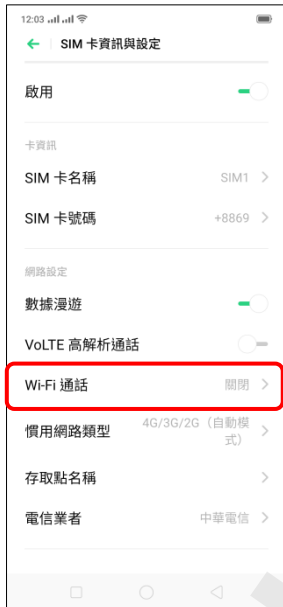 12:03
SIM 卡資訊與設定
啟用
卡資訊
SIM 卡名稱 SIM1
SIM 卡號碼 +8869
網路設定
數據漫遊
VoLTE 高解析通話
Wi-Fi 通話 關閉
慣用網路類型 4G/3G/2G（自動模
式）
存取點名稱
電信業者 中華電信